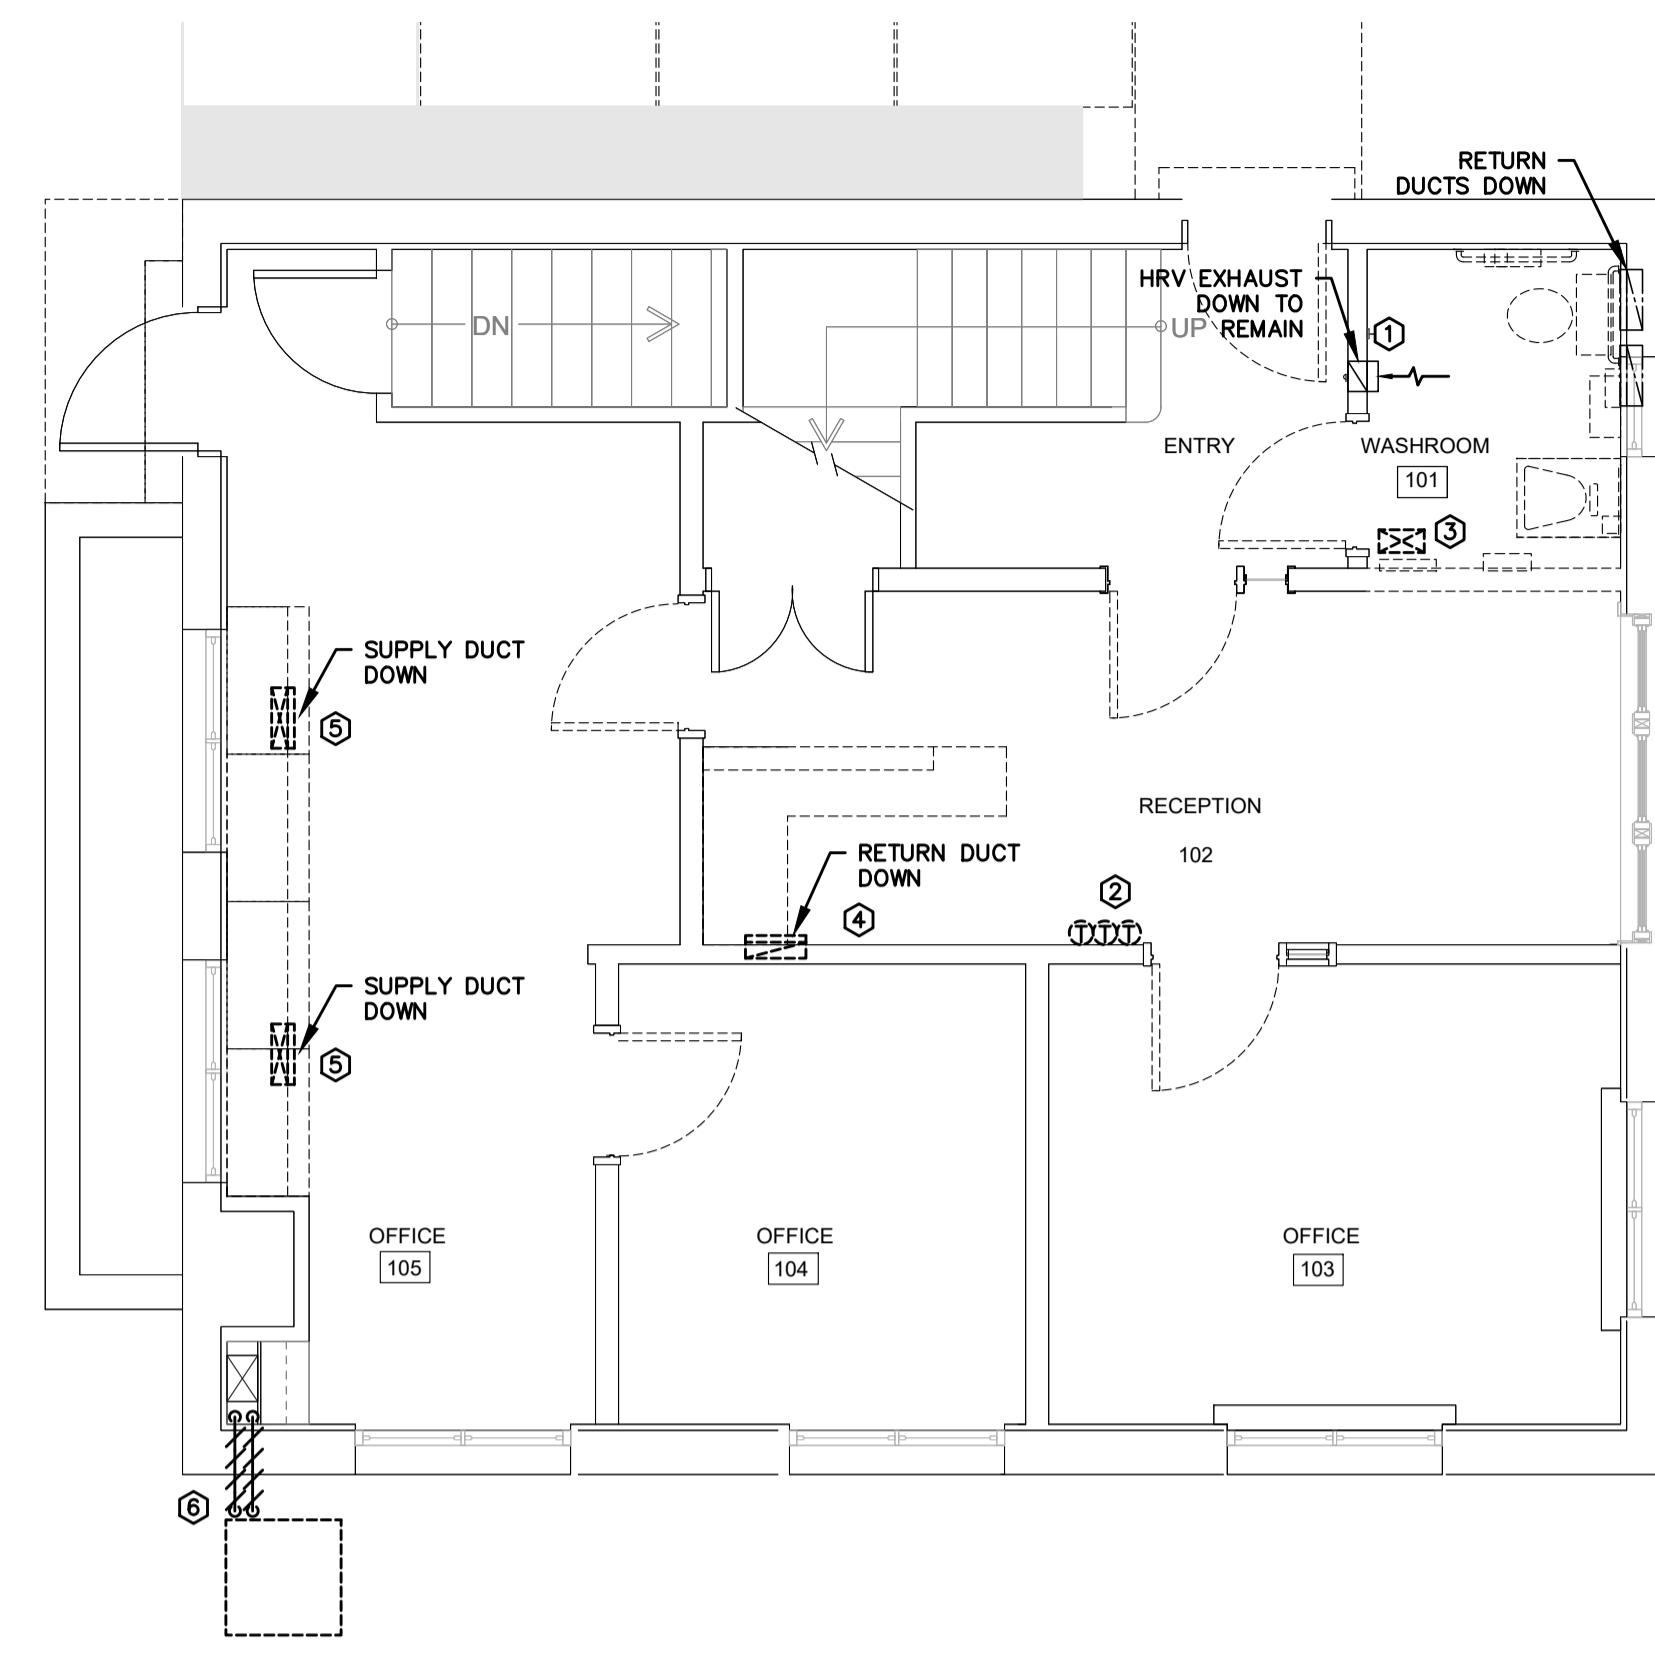 RETURN
DUCTS DOWN
HRV EXHAUST
DOWN TO
REMAIN
DN
UP
1
ENTRY
WASHROOM
101
3
SUPPLY DUCT
DOWN
5
RECEPTION
102
RETURN DUCT
DOWN
4
2
TTT
SUPPLY DUCT
DOWN
5
OFFICE
105
OFFICE
104
OFFICE
103
6